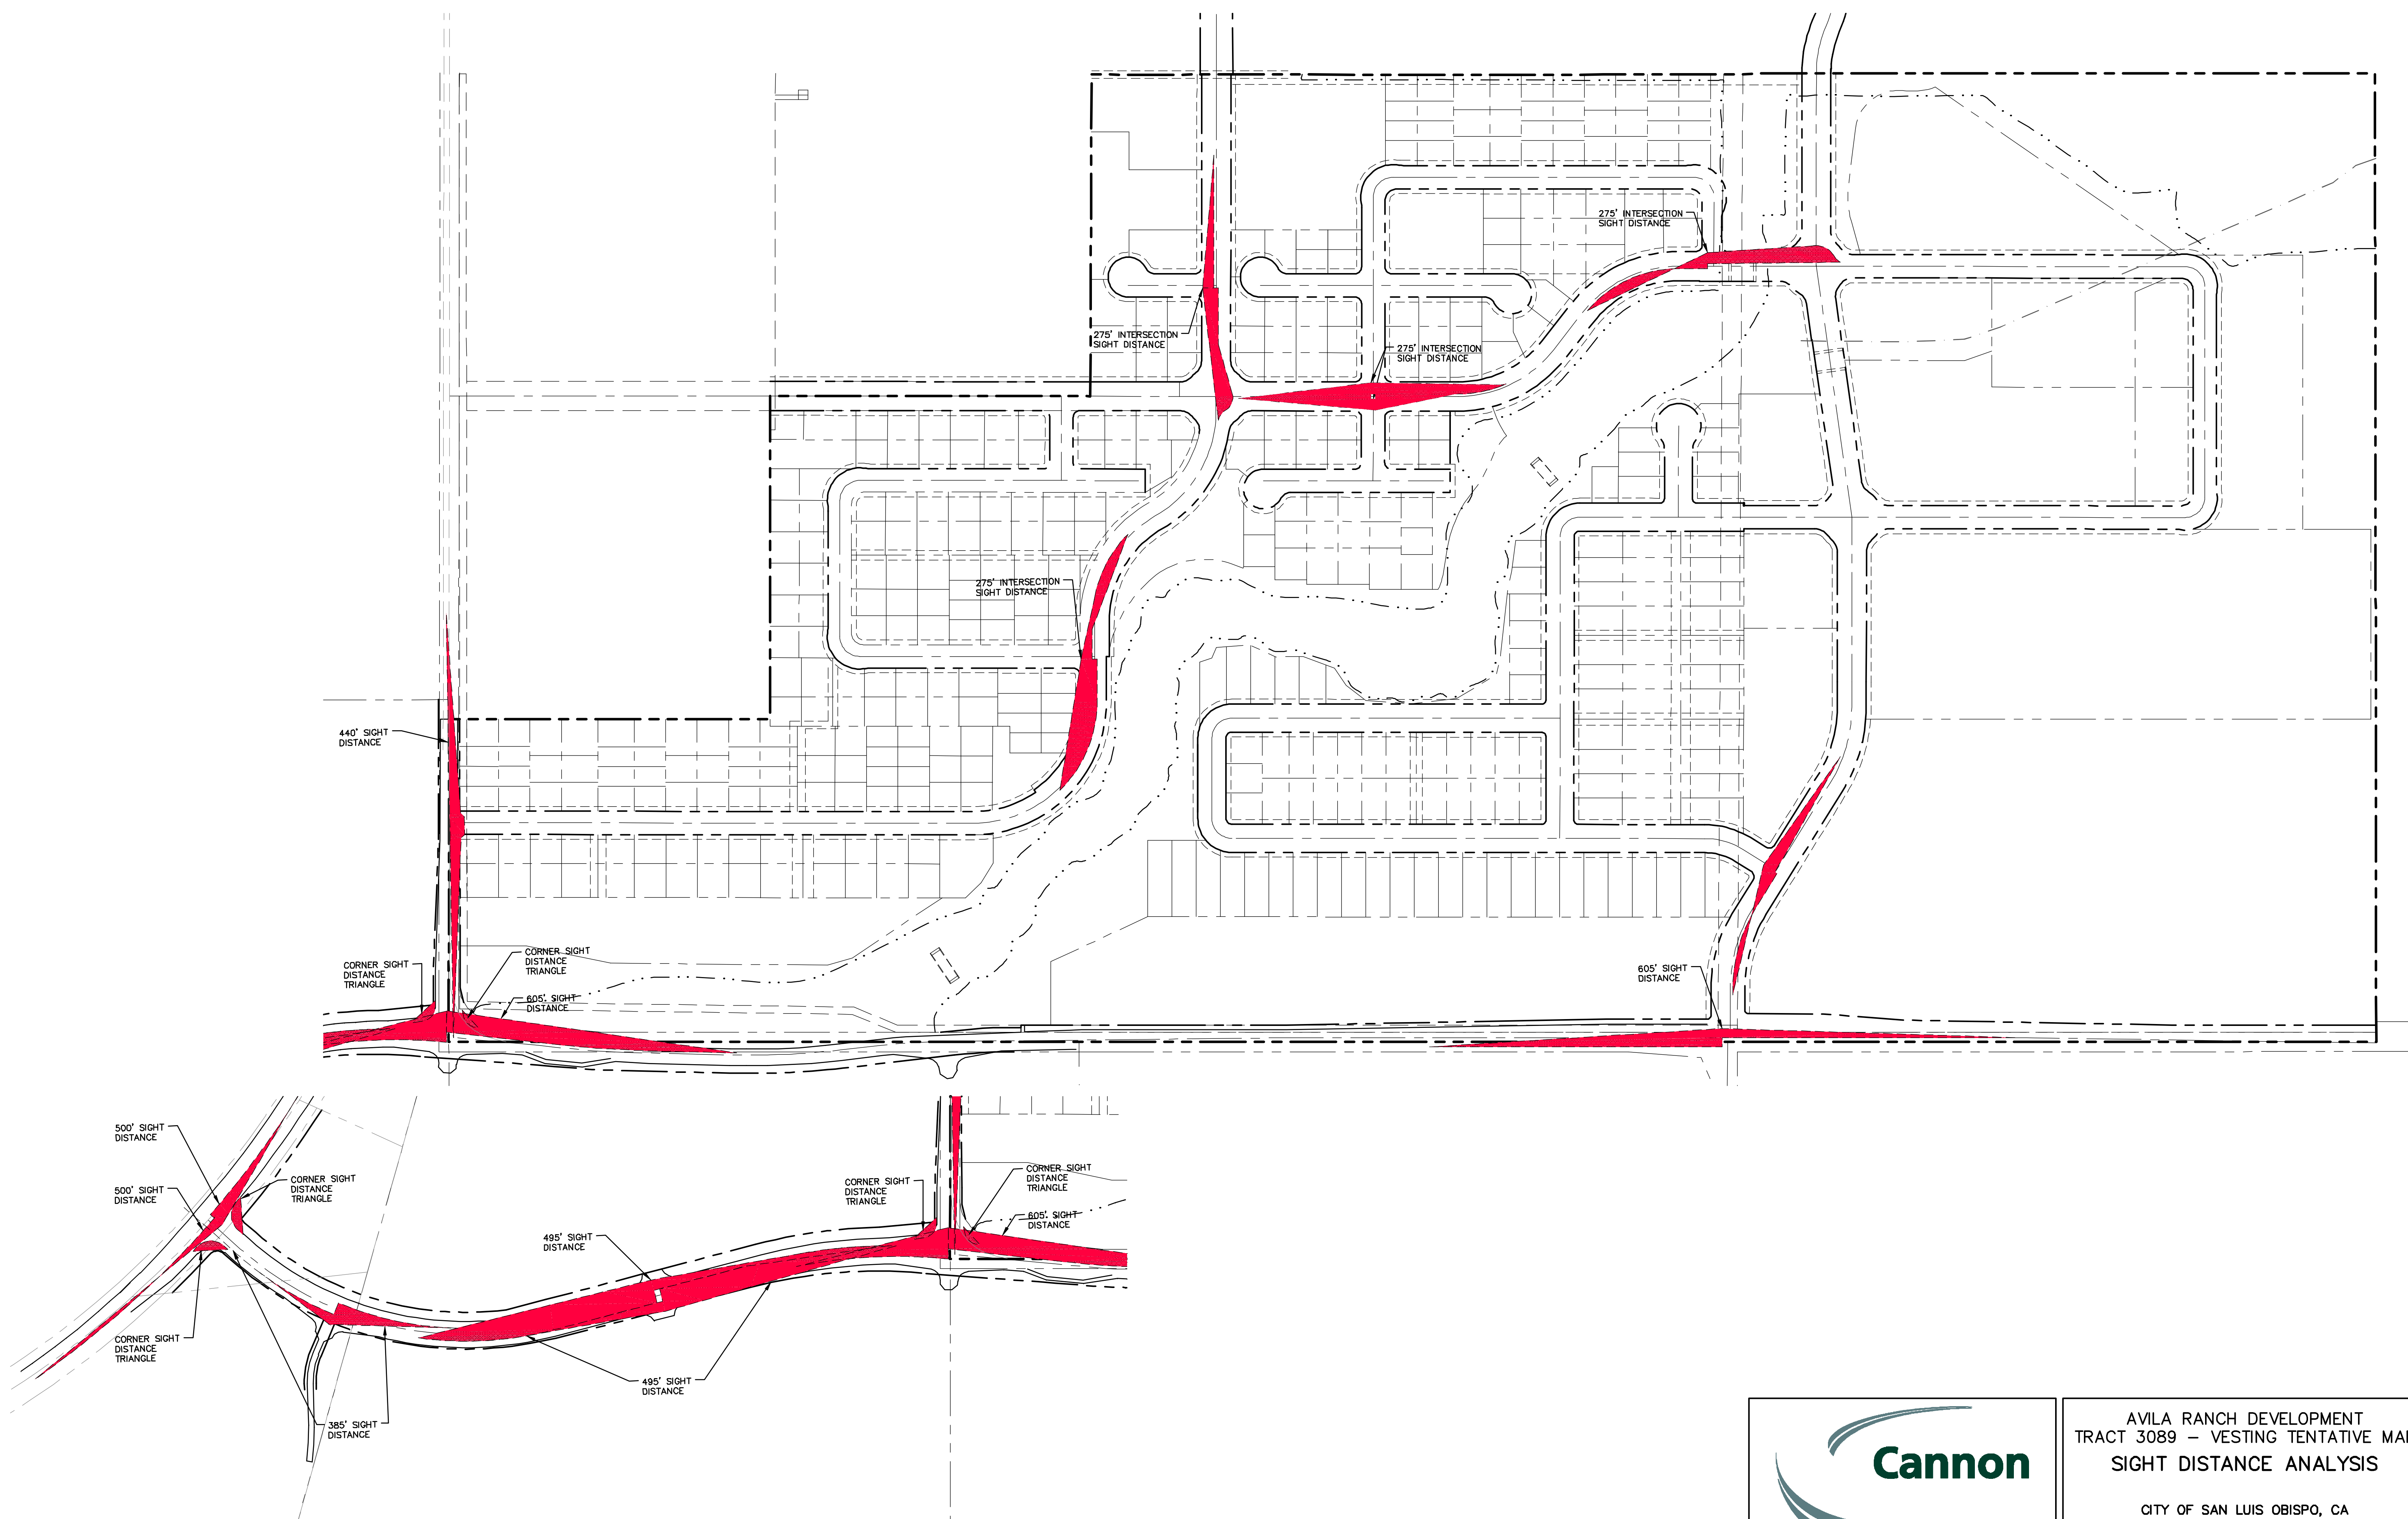 275' INTERSECTION
SIGHT DISTANCE
275' INTERSECTION
SIGHT DISTANCE
275' INTERSECTION
SIGHT DISTANCE
275' INTERSECTION
SIGHT DISTANCE
440' SIGHT
DISTANCE
CORNER SIGHT
DISTANCE
TRIANGLE
CORNER SIGHT
DISTANCE
TRIANGLE
605' SIGHT
DISTANCE
605' SIGHT
DISTANCE
500' SIGHT
DISTANCE
500' SIGHT
DISTANCE
CORNER SIGHT
DISTANCE
TRIANGLE
CORNER SIGHT
DISTANCE
TRIANGLE
CORNER SIGHT
DISTANCE
TRIANGLE
605' SIGHT
DISTANCE
495' SIGHT
DISTANCE
CORNER SIGHT
DISTANCE
TRIANGLE
495' SIGHT
DISTANCE
385' SIGHT
DISTANCE
Cannon
AVILA RANCH DEVELOPMENT
TRACT 3089 – VESTING TENTATIVE
SIGHT DISTANCE ANALYSIS
CITY OF SAN LUIS OBISPO, CA